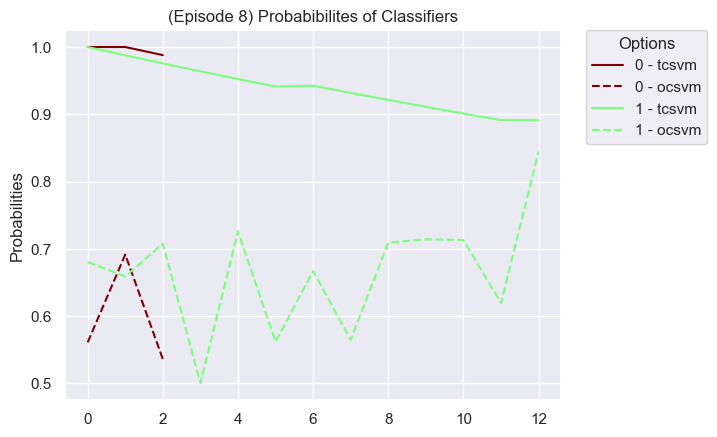 (Episode 8) Probabibilites of Classifiers
Options
0 - tcsvm
0 - ocsvm
1 - tcsvm
1 - ocsvm
Probabilities
1.0
0.9
0.8
0.7
0.6
0.5
0 2 4 6 8 10 12